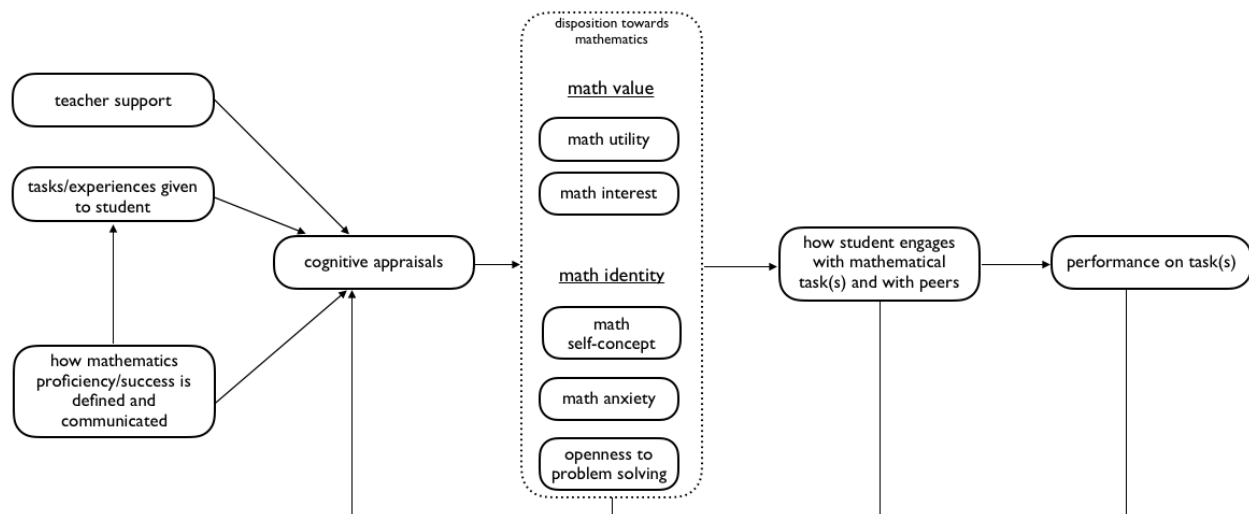 disposition towards
mathematics
teacher support
math value
math utility
tasks/experiences given
to student
math interest
cognitive appraisals
how student engages
with mathematical
task(s) and with peers
performance on task(s)
math identity
math
self-concept
how mathematics
proficiency/success is
defined and
communicated
math anxiety
openness to
problem solving